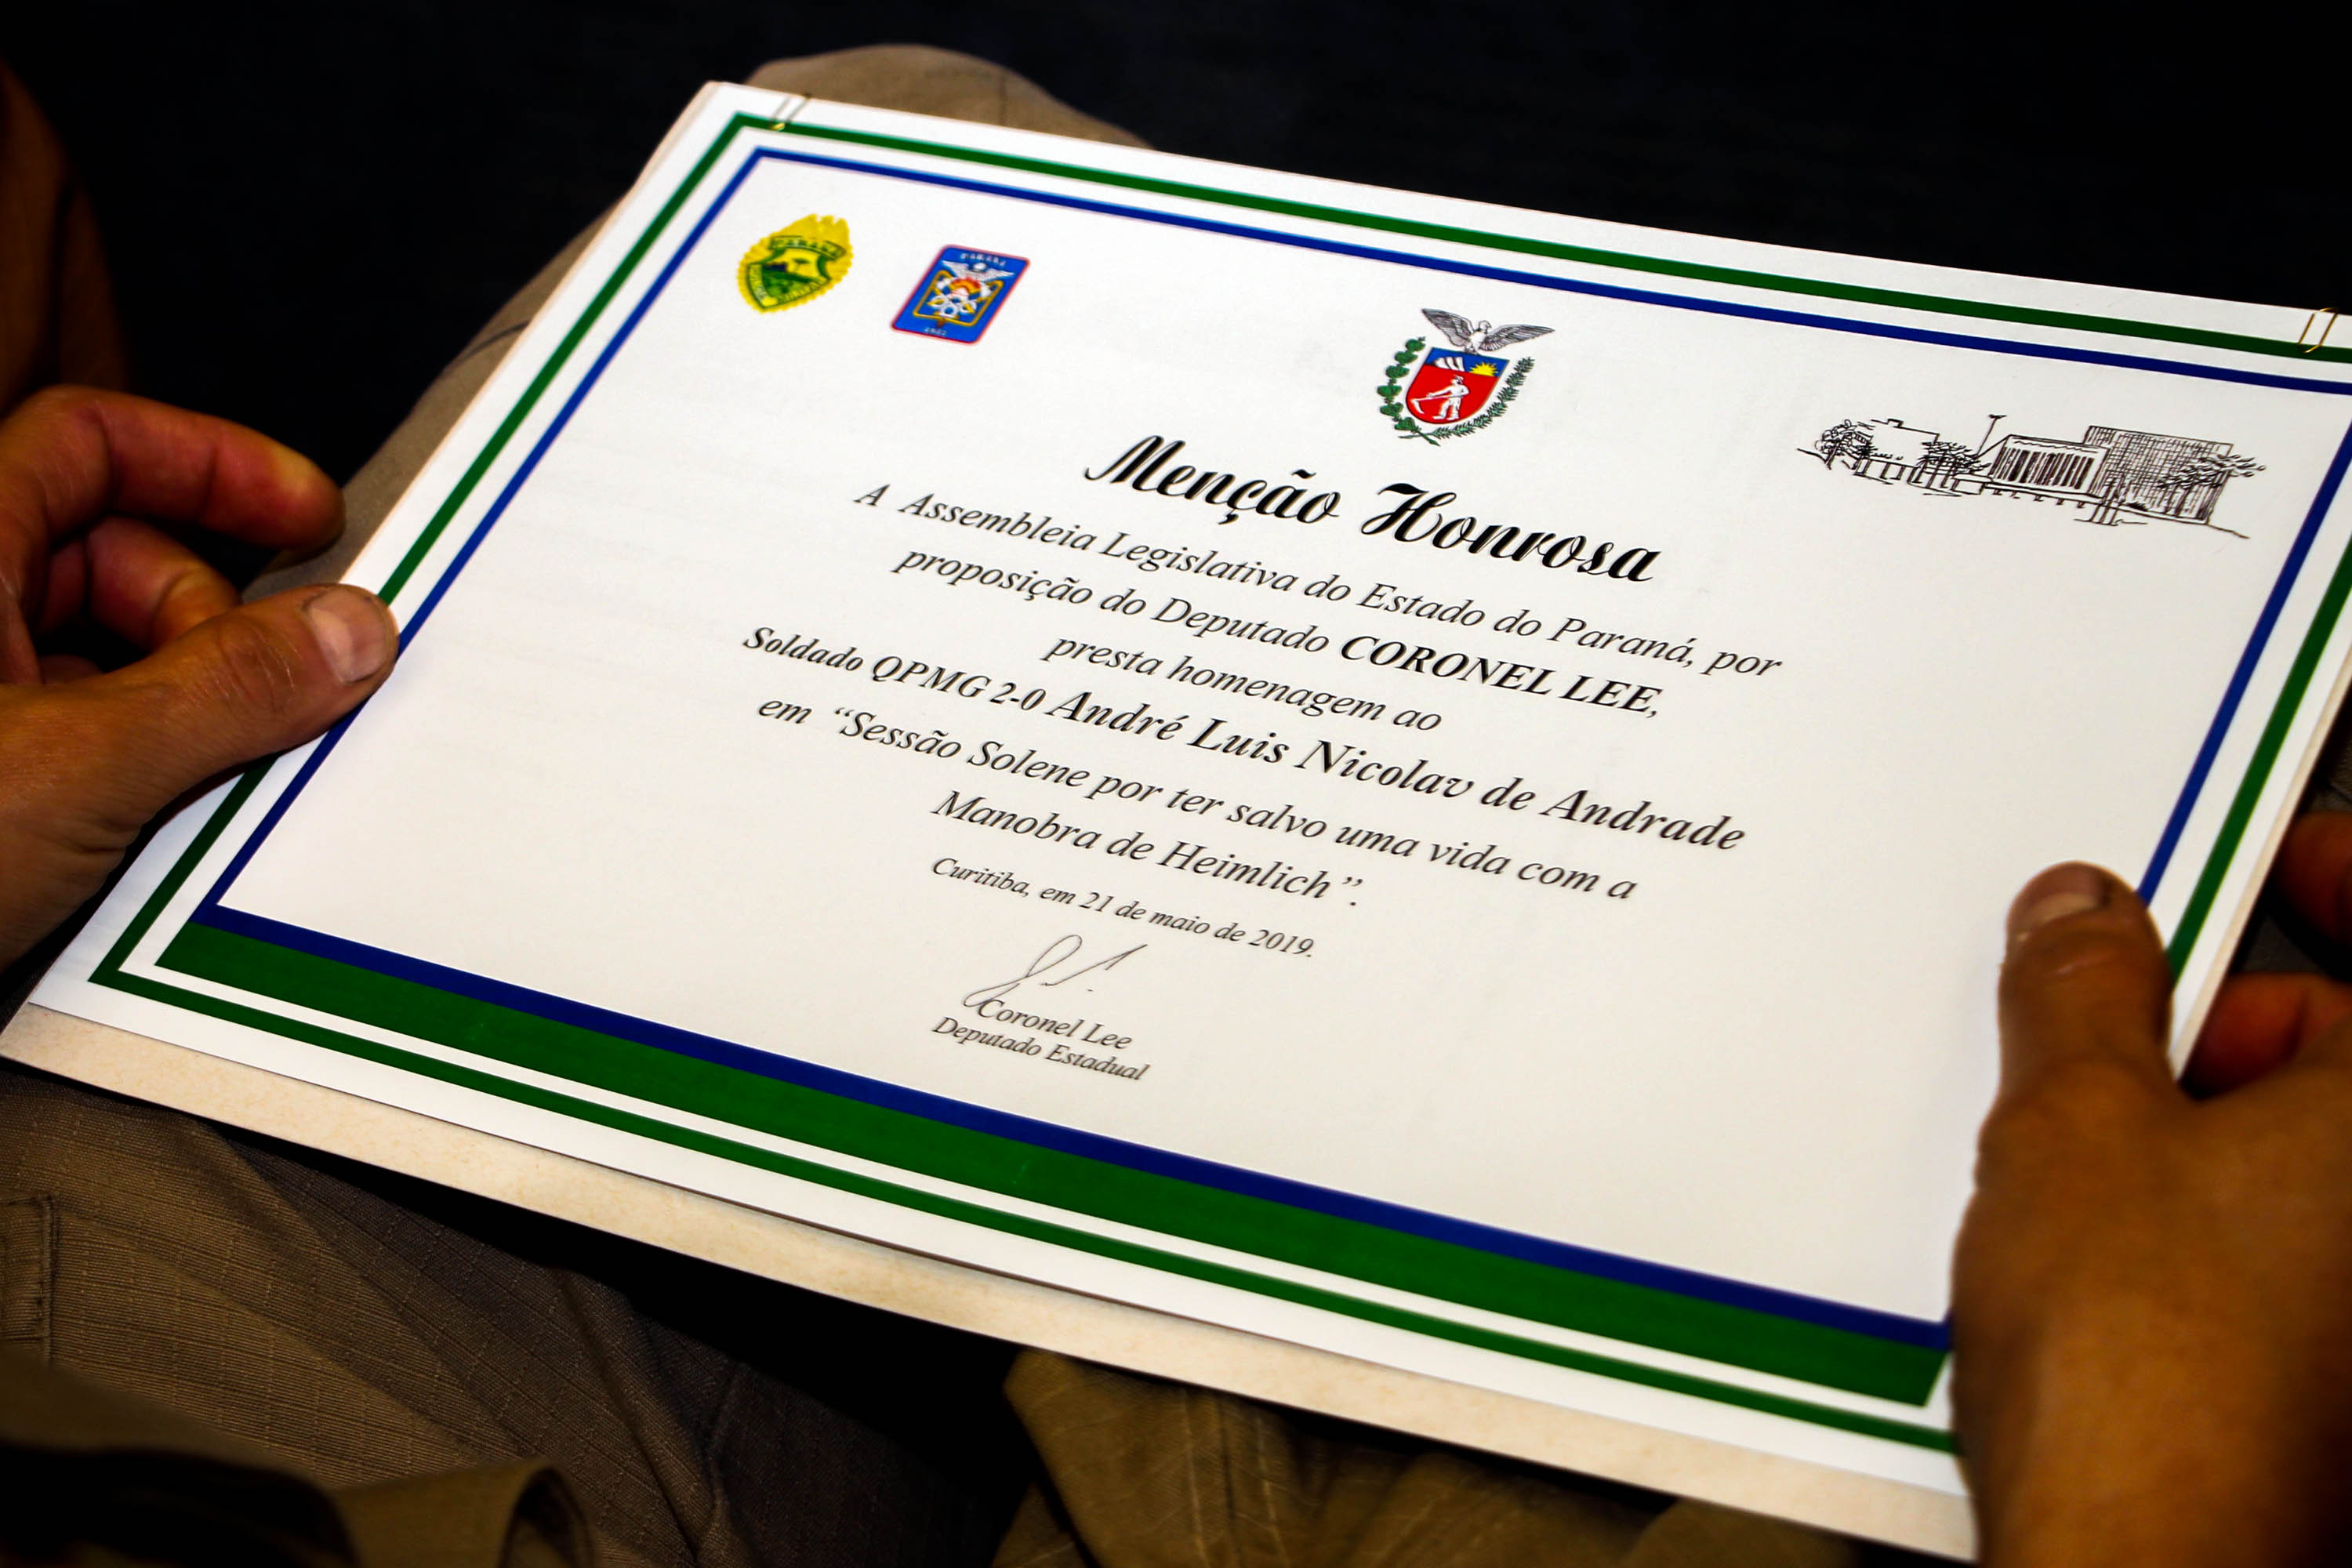 PARANÁ
PARANÁ
Menção Honrosa
A Assembleia Legislativa do Estado do Paraná, por
proposição do Deputado CORONEL LEE,
presta homenagem ao
Soldado QPMG 2-0 André Luis Nicolav de Andrade
em “Sessão Solene por ter salvo uma vida com a
Manobra de Heimlich”.
Curitiba, em 21 de maio de 2019.
Coronel Lee
Deputado Estadual